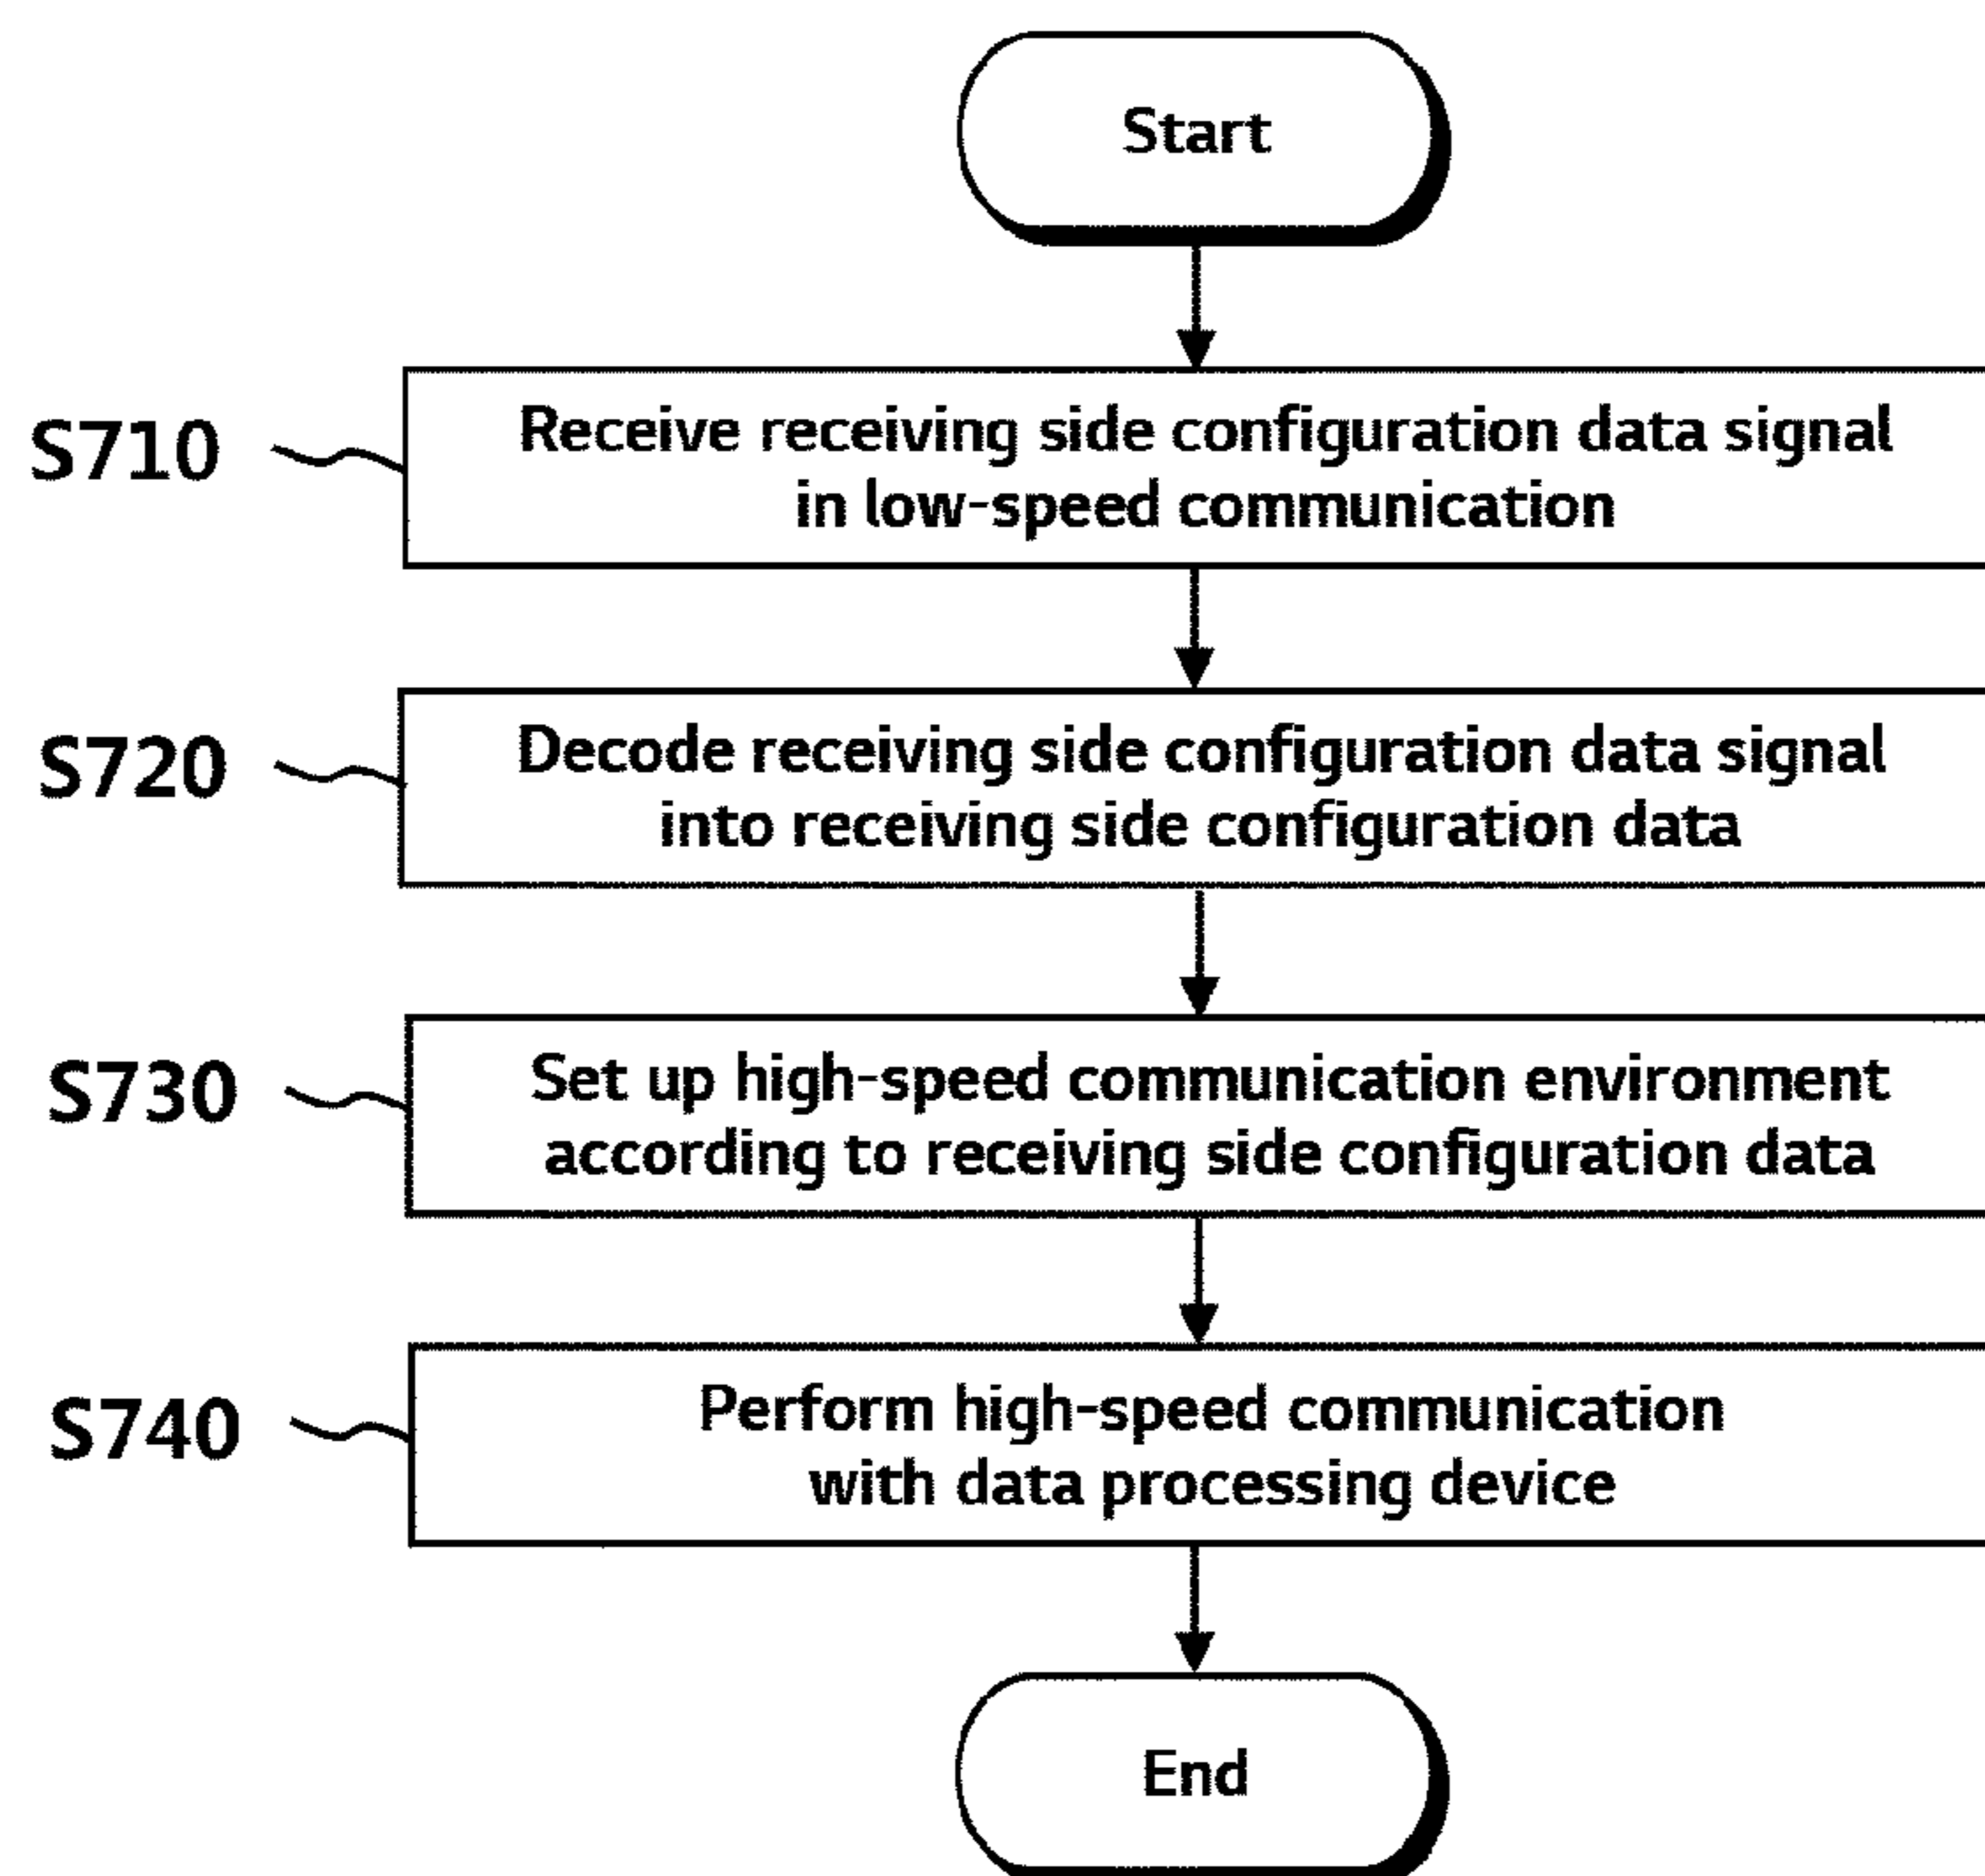 Start
S710
Receive receiving side configuration data signal
in low-speed communication
S720
Decode receiving side configuration data signal
into receiving side configuration data
S730
Set up high-speed communication environment
according to receiving side configuration data
S740
Perform high-speed communication
with data processing device
End